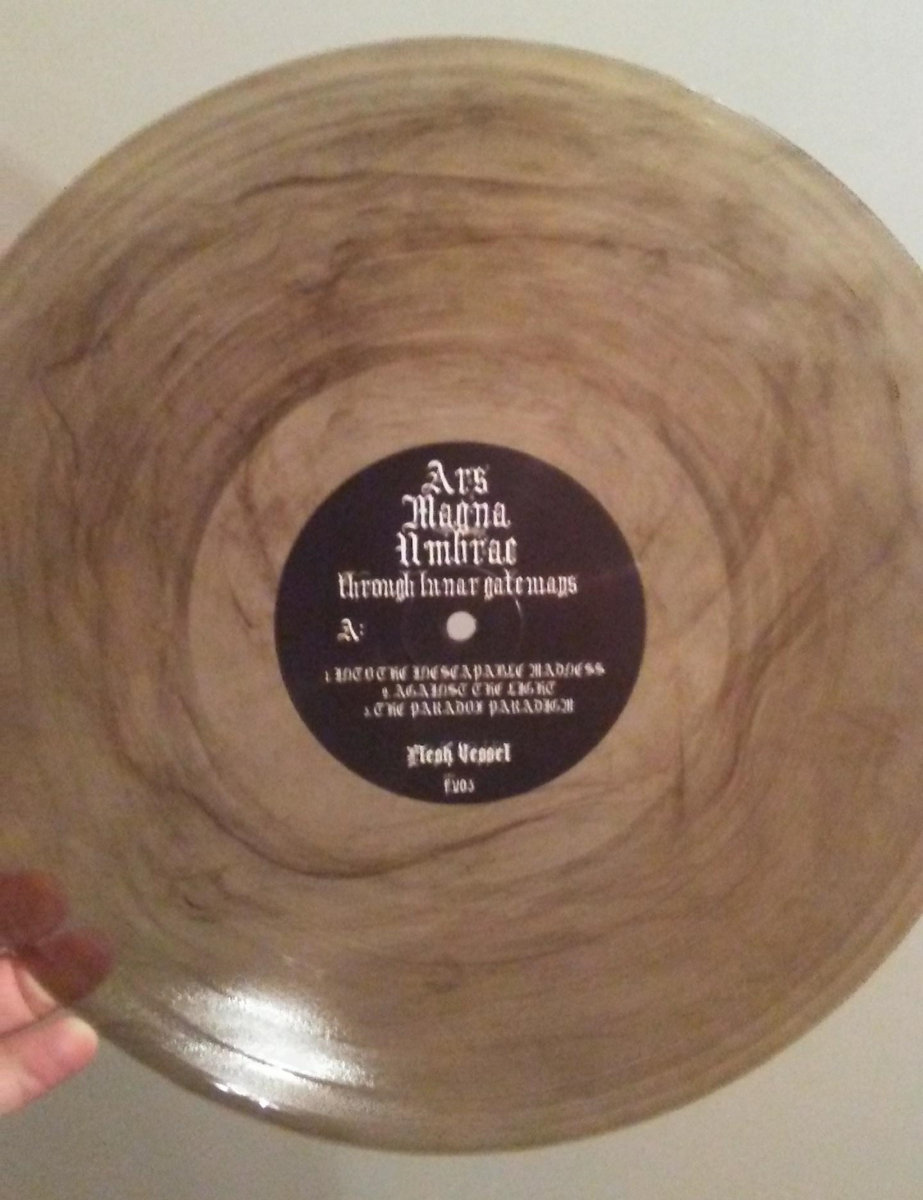 Ars
Magna
Umbrae
through lunar gateways
A:
1. INTO THE INESCAPABLE MADNESS
2. AGAINST THE LIGHT
3. THE PARADOX PARADIGM
Flesh Vessel
fv03